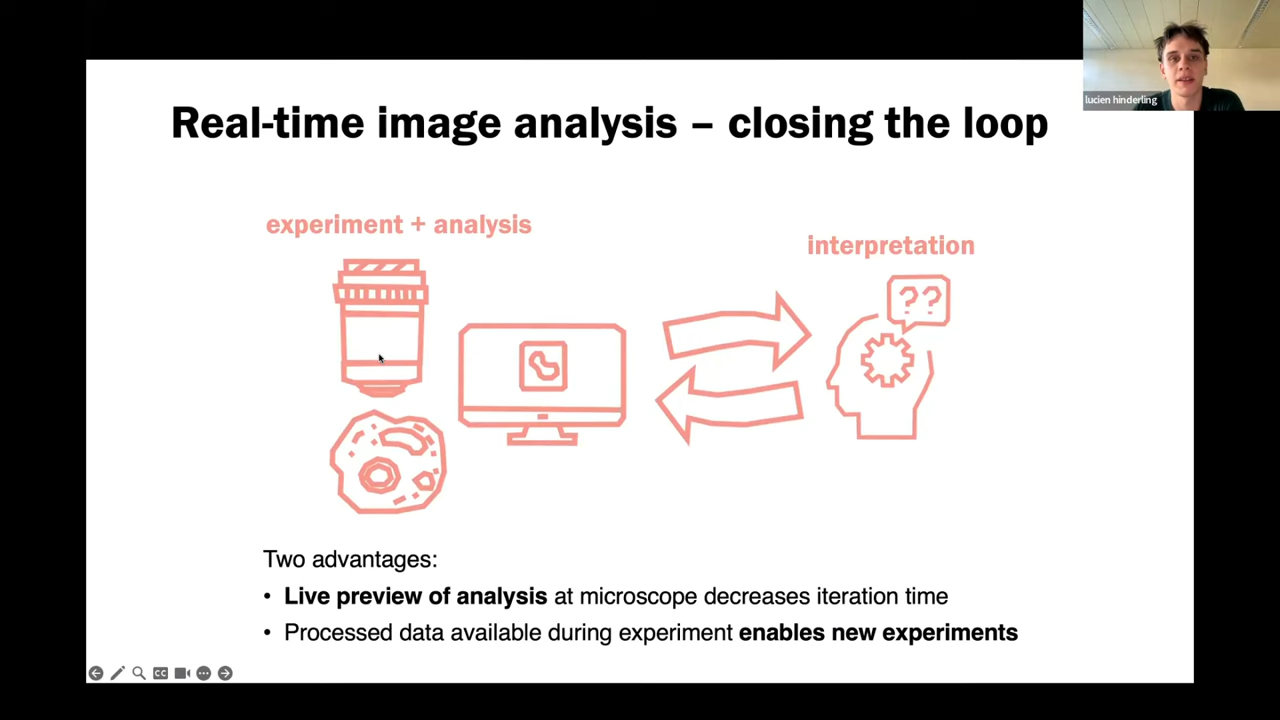 lucien hinderling
Real-time image analysis – closing the loop
experiment + analysis
interpretation
??
Two advantages:
• Live preview of analysis at microscope decreases iteration time
• Processed data available during experiment enables new experiments
CC